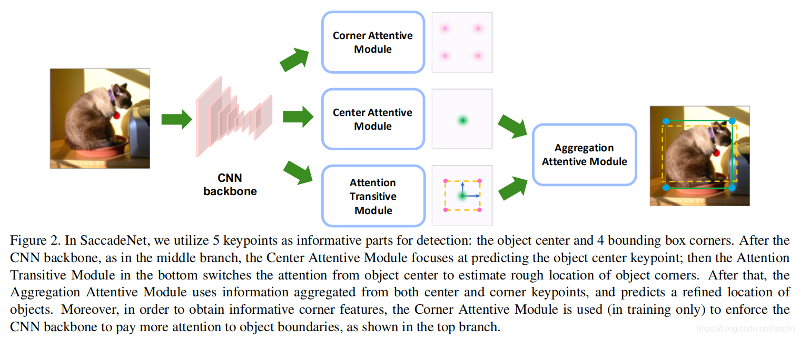 Corner Attentive
Module
Center Attentive
Module
Aggregation
Attentive Module
CNN
backbone
Attention
Transitive
Module
Figure 2. In SaccadeNet, we utilize 5 keypoints as informative parts for detection: the object center and 4 bounding box corners. After the
CNN backbone, as in the middle branch, the Center Attentive Module focuses at predicting the object center keypoint; then the Attention
Transitive Module in the bottom switches the attention from object center to estimate rough location of object corners. After that, the
Aggregation Attentive Module uses information aggregated from both center and corner keypoints, and predicts a refined location of
objects. Moreover, in order to obtain informative corner features, the Corner Attentive Module is used (in training only) to enforce the
CNN backbone to pay more attention to object boundaries, as shown in the top branch.